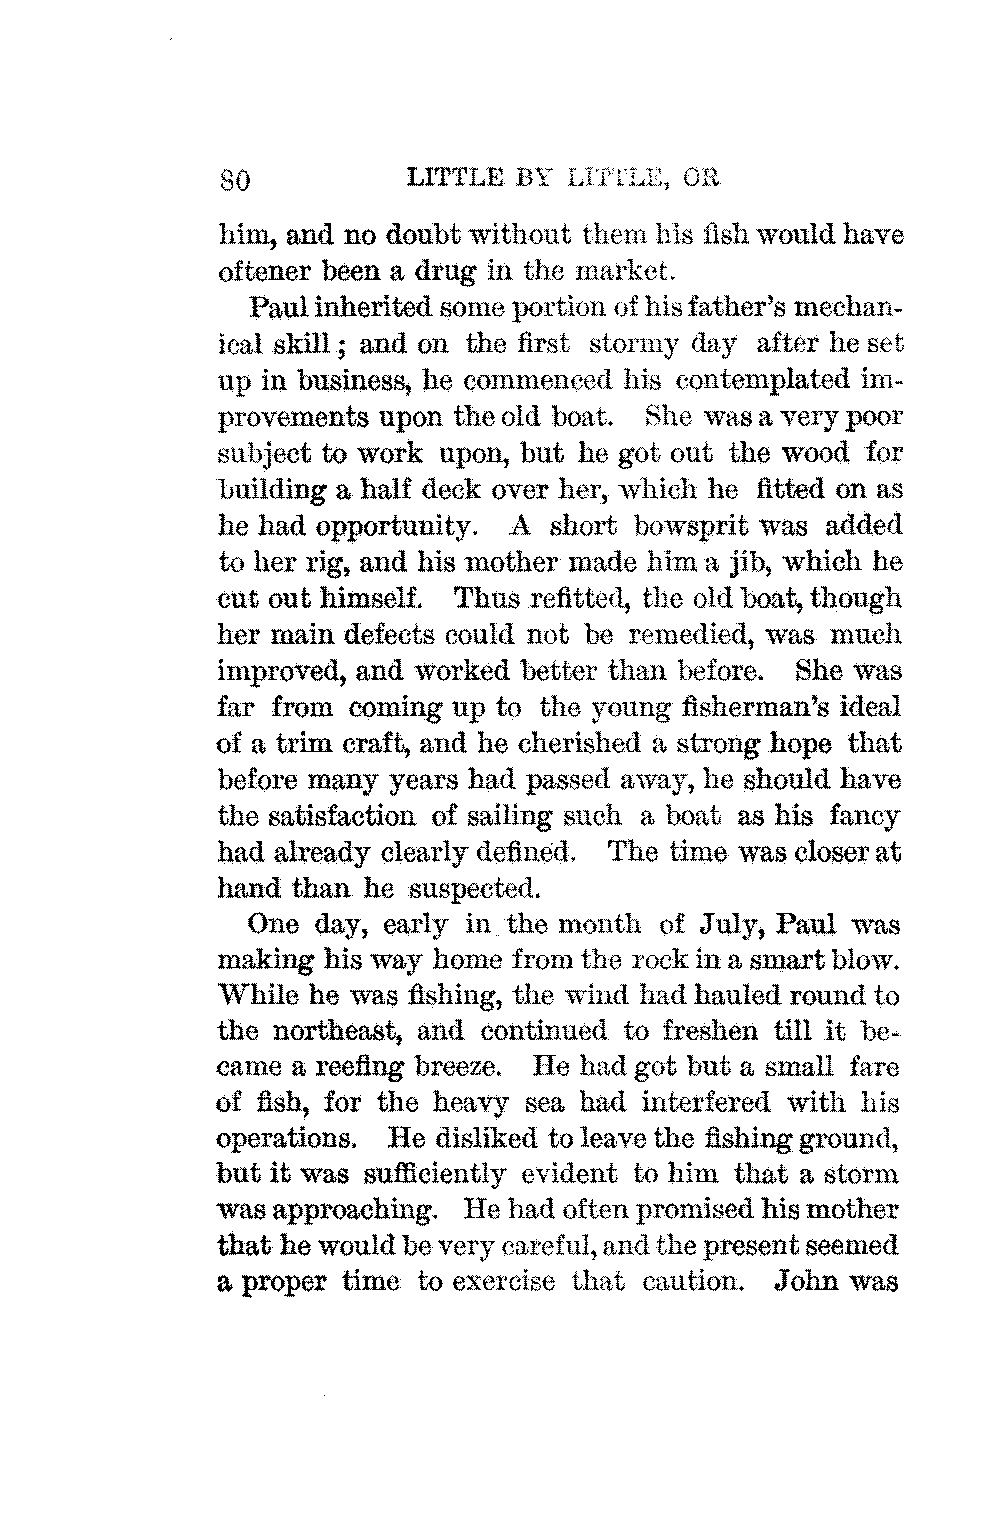 80 LITTLE BY LITTLE, OR
him, and no doubt without them his fish would have
oftener been a drug in the market.
Paul inherited some portion of his father's mechan-
ical skill; and on the first stormy day after he set
up in business, he commenced his contemplated im-
provements upon the old boat. She was a very poor
subject to work upon, but he got out the wood for
building a half deck over her, which he fitted on as
he had opportunity. A short bowsprit was added
to her rig, and his mother made him a jib, which he
cut out himself. Thus refitted, the old boat, though
her main defects could not be remedied, was much
improved, and worked better than before. She was
far from coming up to the young fisherman's ideal
of a trim craft, and he cherished a strong hope that
before many years had passed away, he should have
the satisfaction of sailing such a boat as his fancy
had already clearly defined. The time was closer at
hand than he suspected.
One day, early in the month of July, Paul was
making his way home from the rock in a smart blow.
While he was fishing, the wind had hauled round to
the northeast, and continued to freshen till it be-
came a reefing breeze. He had got but a small fare
of fish, for the heavy sea had interfered with his
operations. He disliked to leave the fishing ground,
but it was sufficiently evident to him that a storm
was approaching. He had often promised his mother
that he would be very careful, and the present seemed
a proper time to exercise that caution. John was